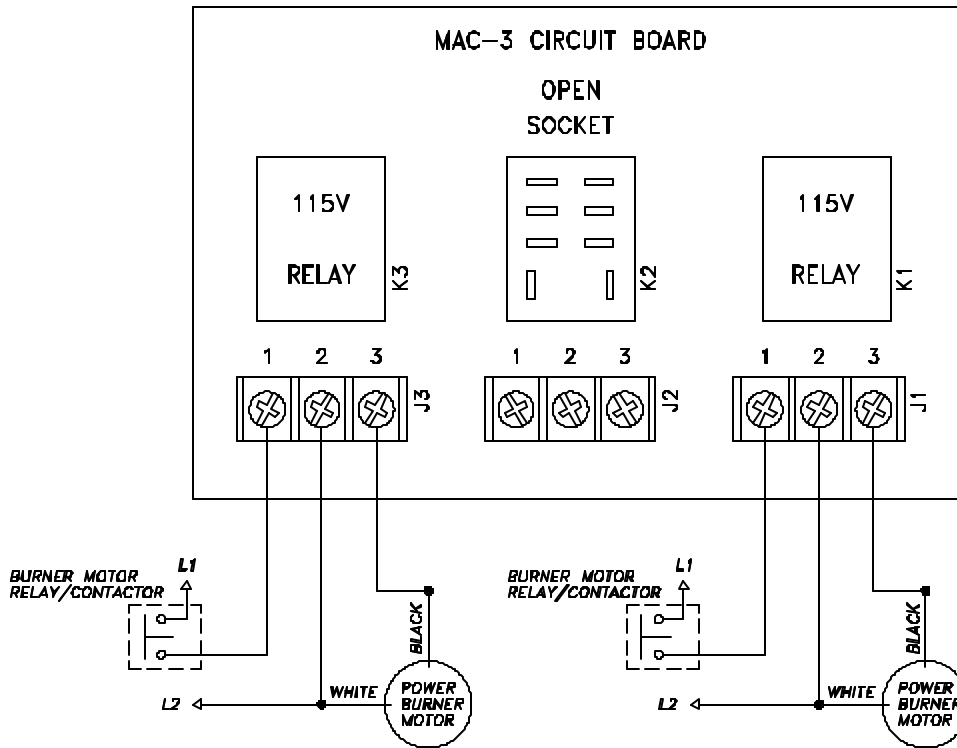 MAC-3 CIRCUIT BOARD
OPEN
SOCKET
115V
RELAY
K3
K2
115V
RELAY
K1
1 2 3
J3
1 2 3
J2
1 2 3
J1
BURNER MOTOR
RELAY/CONTACTOR
L1
BLACK
L2
WHITE
POWER
BURNER
MOTOR
BURNER MOTOR
RELAY/CONTACTOR
L1
BLACK
L2
WHITE
POWER
BURNER
MOTOR